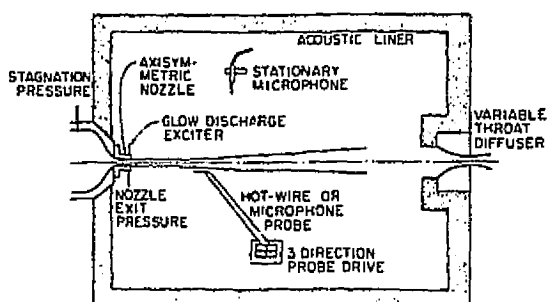 ACOUSTIC LINER
AXISYM-
METRIC
NOZZLE
STAGNATION
PRESSURE
STATIONARY
MICROPHONE
GLOW DISCHARGE
EXCITER
VARIABLE
THROAT
DIFFUSER
NOZZLE
EXIT
PRESSURE
HOT-WIRE OR
MICROPHONE
PROBE
3 DIRECTION
PROBE DRIVE